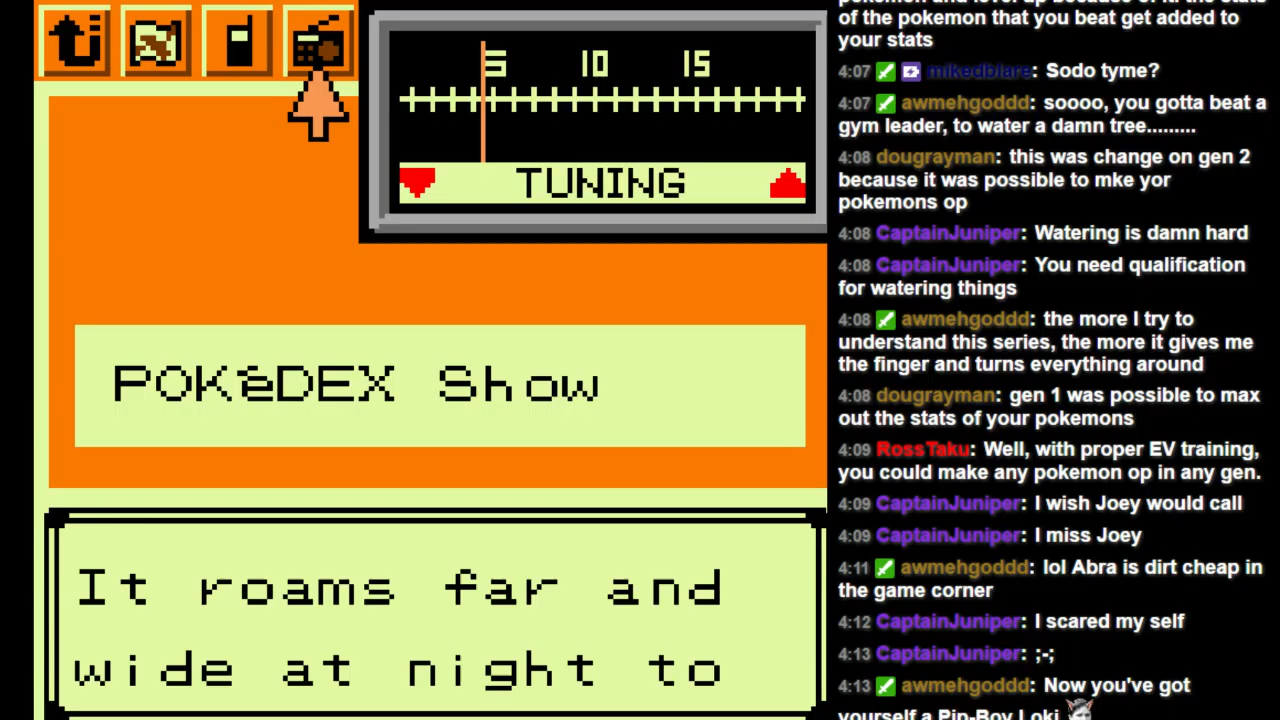 5 10 15
TUNING
POKéDEX Show
It roams far and
wide at night to
of the pokemon that you beat get added to
your stats
4:07 mikedblare: Sodo tyme?
4:07 awmehgoddd: soooo, you gotta beat a
gym leader, to water a damn tree.........
4:08 dougrayman: this was change on gen 2
because it was possible to mke yor
pokemons op
4:08 CaptainJuniper: Watering is damn hard
4:08 CaptainJuniper: You need qualification
for watering things
4:08 awmehgoddd: the more I try to
understand this series, the more it gives me
the finger and turns everything around
4:08 dougrayman: gen 1 was possible to max
out the stats of your pokemons
4:09 RossTaku: Well, with proper EV training,
you could make any pokemon op in any gen.
4:09 CaptainJuniper: I wish Joey would call
4:09 CaptainJuniper: I miss Joey
4:11 awmehgoddd: lol Abra is dirt cheap in
the game corner
4:12 CaptainJuniper: I scared my self
4:13 CaptainJuniper: ;-;
4:13 awmehgoddd: Now you've got
yourself a Pip-Boy Loki